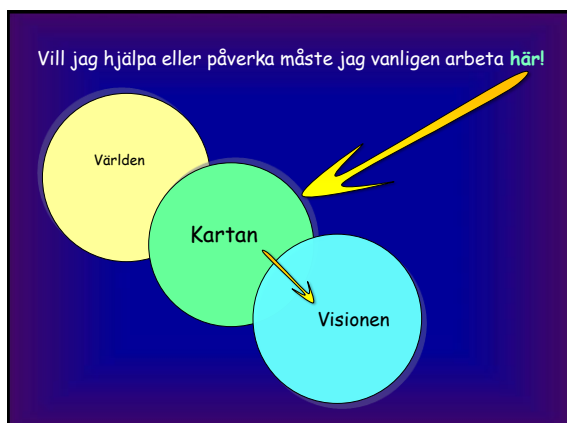 Vill jag hjälpa eller påverka måste jag vanligen arbeta här!
Världen
Kartan
Visionen